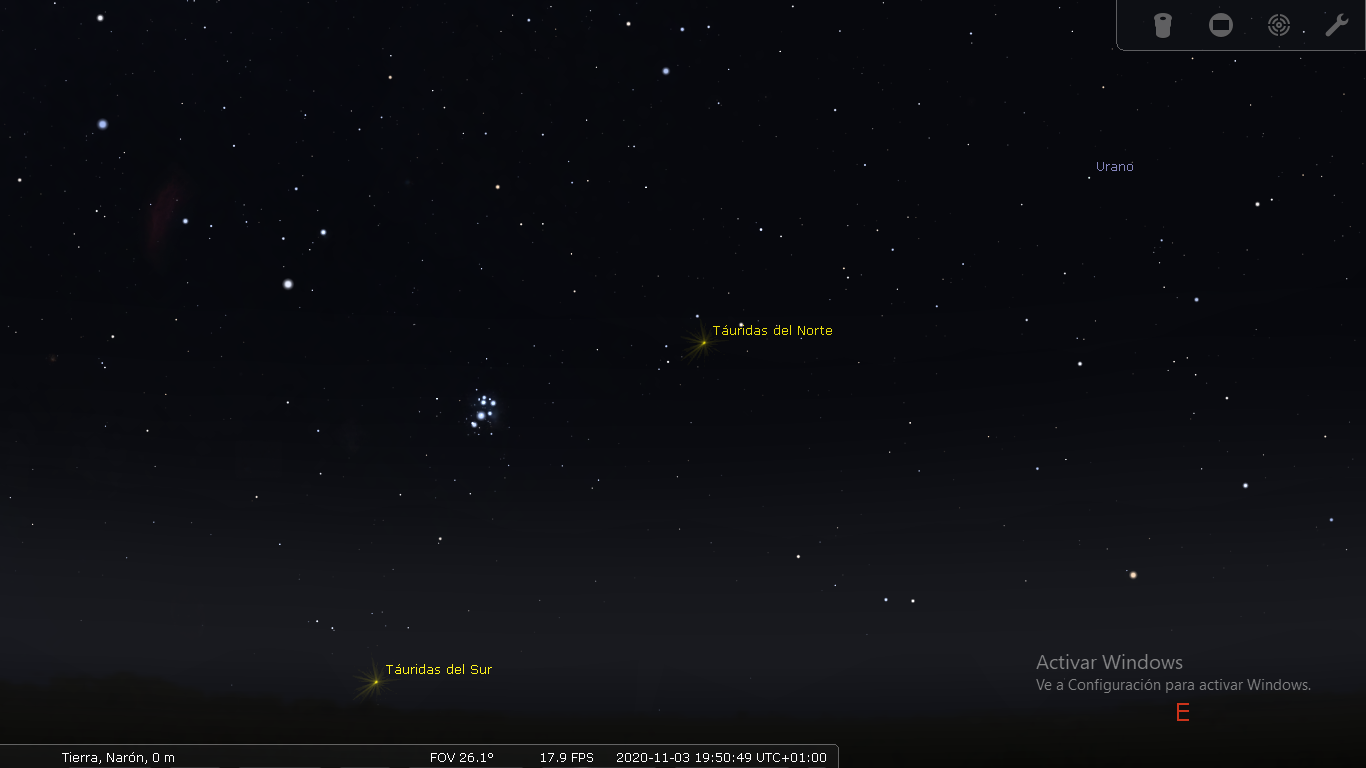 Urano
Táuridas del Norte
Táuridas del Sur
Activar Windows
Ve a Configuración para activar Windows.
E
Tierra, Narón, 0 m FOV 26.1° 17.9 FPS 2020-11-03 19:50:49 UTC+01:00